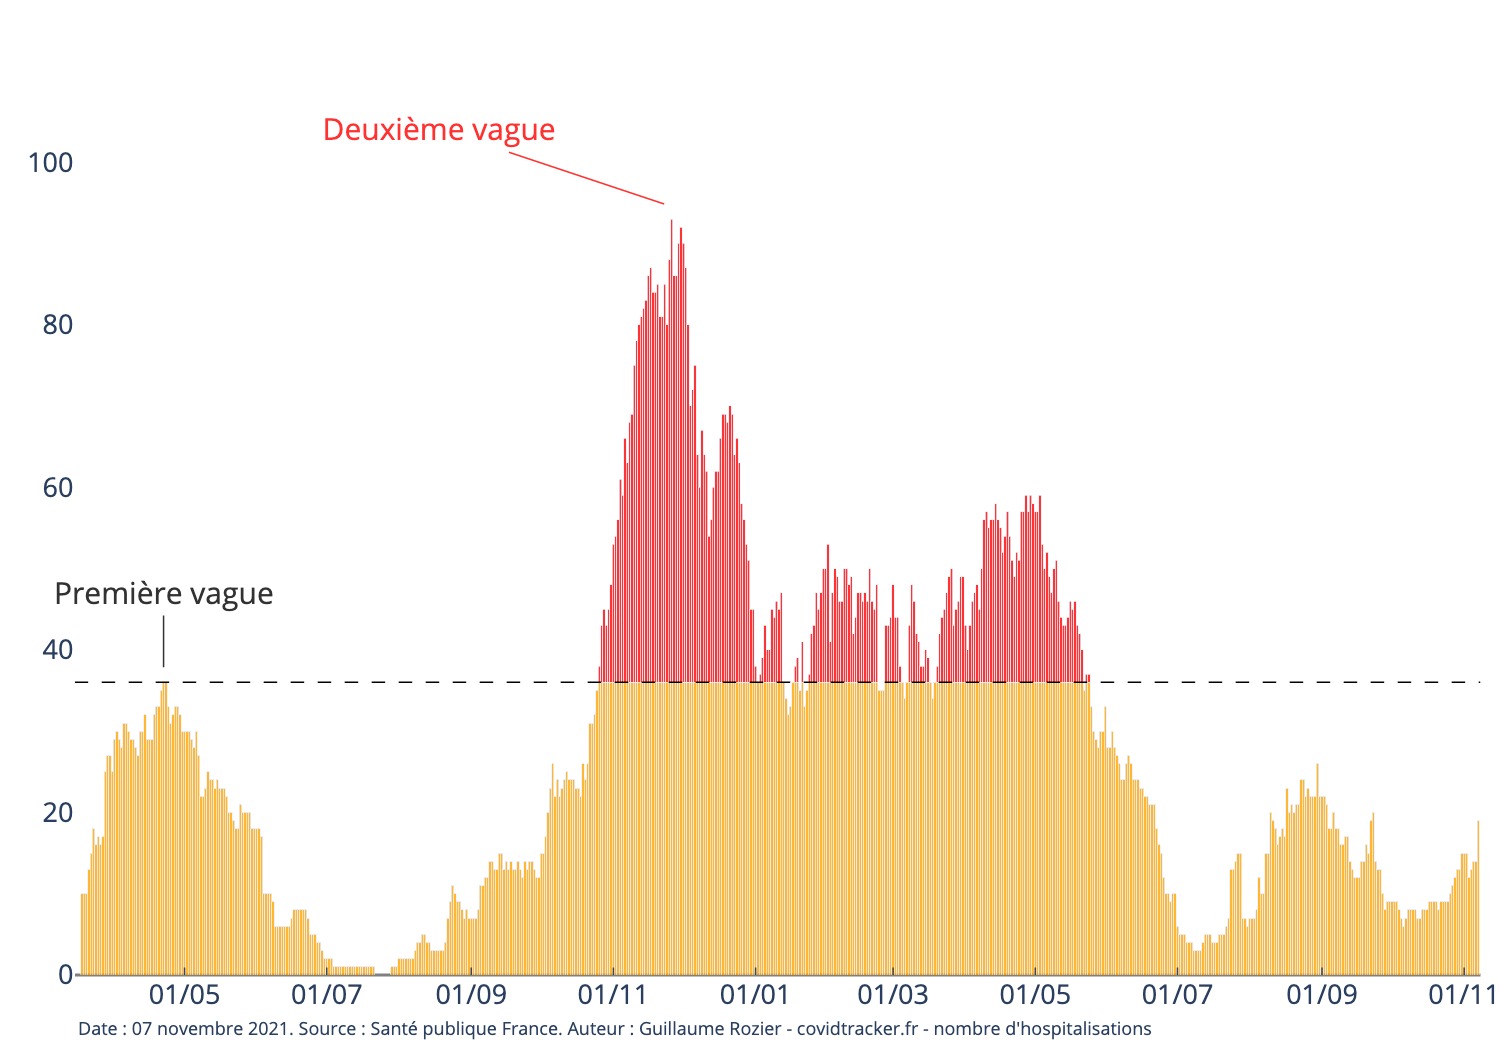 Deuxième vague
100
80
60
Première vague
40
20
0
01/05 01/07 01/09 01/11 01/01 01/03 01/05 01/07 01/09 01/11
Date : 07 novembre 2021. Source : Santé publique France. Auteur : Guillaume Rozier - covidtracker.fr - nombre d'hospitalisations